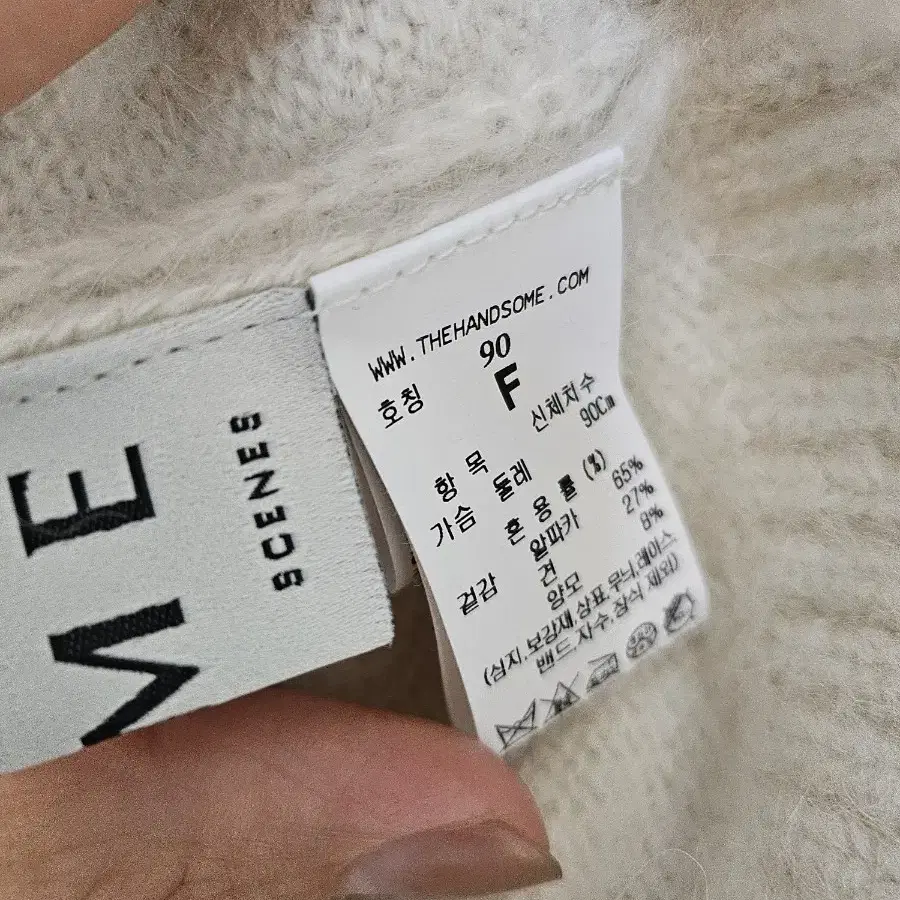 ME
SCENES
WWW.THEHANDSOME.COM
90
호칭 F
항목 신체치수
가슴 둘레 90Cm
혼용률(%)
겉감 알파카 65%
견 27%
양모 8%
(심지,보강재,상표,무늬,레이스,
밴드,자수,장식 제외)